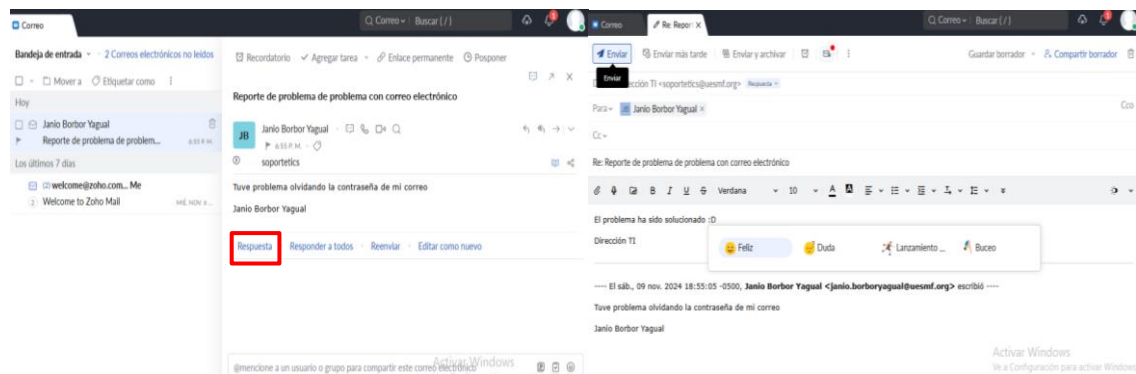 Correo
Correo Buscar ( / )
Bandeja de entrada · 2 Correos electrónicos no leídos
Mover a Etiquetar como
Hoy
Janio Borbor Yagual
Reporte de problema de problem... 6:55 P. M.
Los últimos 7 días
welcome@zoho.com... Me
2 Welcome to Zoho Mail MIÉ. NOV. 6 ...
Recordatorio Agregar tarea Enlace permanente Posponer
Reporte de problema de problema con correo electrónico
JB Janio Borbor Yagual
6:55 P. M.
soportetics
Tuve problema olvidando la contraseña de mi correo
Janio Borbor Yagual
Respuesta Responder a todos Reenviar Editar como nuevo
@mencione a un usuario o grupo para compartir este correo electrónico
Activar Windows
Correo Re: Repor X
Correo Buscar ( / )
Enviar Enviar más tarde Enviar y archivar Guardar borrador Compartir borrador
Enviar
Dirección TI <soportetics@uesmf.org> Respuesta
Para Janio Borbor Yagual × Cco
Cc
Re: Reporte de problema de problema con correo electrónico
B I U S Verdana 10 A A
El problema ha sido solucionado :D
Dirección TI
Feliz Duda Lanzamiento ... Buceo
---- El sáb., 09 nov. 2024 18:55:05 -0500, Janio Borbor Yagual <janio.borboryagual@uesmf.org> escribió ----
Tuve problema olvidando la contraseña de mi correo
Janio Borbor Yagual
Activar Windows
Ve a Configuración para activar Windows